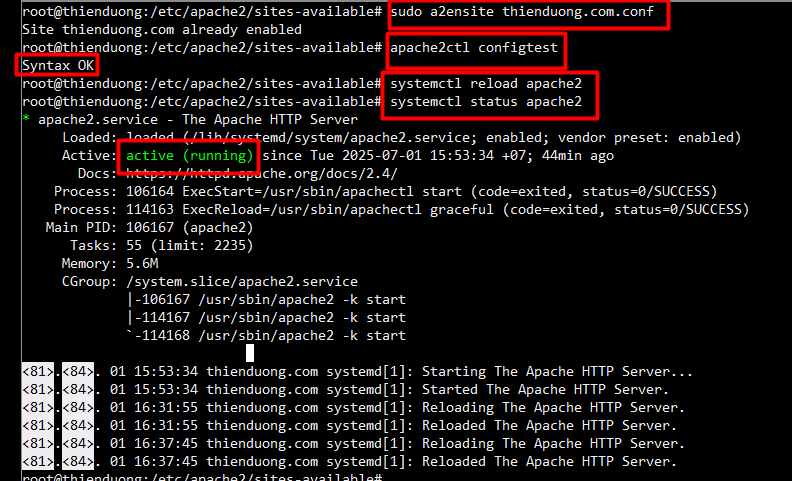 root@thienduong:/etc/apache2/sites-available# sudo a2ensite thienduong.com.conf
Site thienduong.com already enabled
root@thienduong:/etc/apache2/sites-available# apache2ctl configtest
Syntax OK
root@thienduong:/etc/apache2/sites-available# systemctl reload apache2
root@thienduong:/etc/apache2/sites-available# systemctl status apache2
* apache2.service - The Apache HTTP Server
Loaded: loaded (/lib/systemd/system/apache2.service; enabled; vendor preset: enabled)
Active: active (running) since Tue 2025-07-01 15:53:34 +07; 44min ago
Docs: https://httpd.apache.org/docs/2.4/
Process: 106164 ExecStart=/usr/sbin/apachectl start (code=exited, status=0/SUCCESS)
Process: 114163 ExecReload=/usr/sbin/apachectl graceful (code=exited, status=0/SUCCESS)
Main PID: 106167 (apache2)
Tasks: 55 (limit: 2235)
Memory: 5.6M
CGroup: /system.slice/apache2.service
|-106167 /usr/sbin/apache2 -k start
|-114167 /usr/sbin/apache2 -k start
`-114168 /usr/sbin/apache2 -k start
<81>.<84>. 01 15:53:34 thienduong.com systemd[1]: Starting The Apache HTTP Server...
<81>.<84>. 01 15:53:34 thienduong.com systemd[1]: Started The Apache HTTP Server.
<81>.<84>. 01 16:31:55 thienduong.com systemd[1]: Reloading The Apache HTTP Server.
<81>.<84>. 01 16:31:55 thienduong.com systemd[1]: Reloaded The Apache HTTP Server.
<81>.<84>. 01 16:37:45 thienduong.com systemd[1]: Reloading The Apache HTTP Server.
<81>.<84>. 01 16:37:45 thienduong.com systemd[1]: Reloaded The Apache HTTP Server.
root@thienduong:/etc/apache2/sites-available#